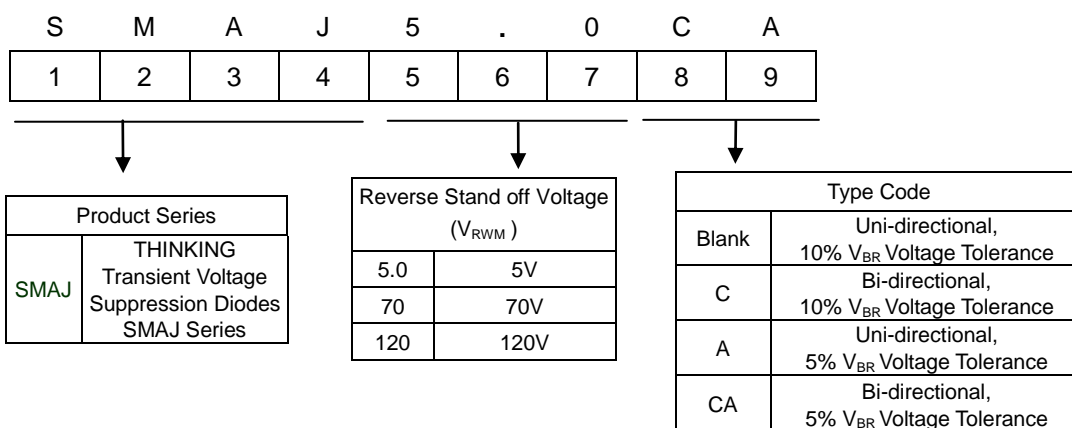 S M A J 5 . 0 C A
1 2 3 4 5 6 7 8 9
Product Series
SMAJ
THINKING
Transient Voltage
Suppression Diodes
SMAJ Series
Reverse Stand off Voltage
(VRWM )
5.0 5V
70 70V
120 120V
Type Code
Blank
Uni-directional,
10% VBR Voltage Tolerance
C
Bi-directional,
10% VBR Voltage Tolerance
A
Uni-directional,
5% VBR Voltage Tolerance
CA
Bi-directional,
5% VBR Voltage Tolerance